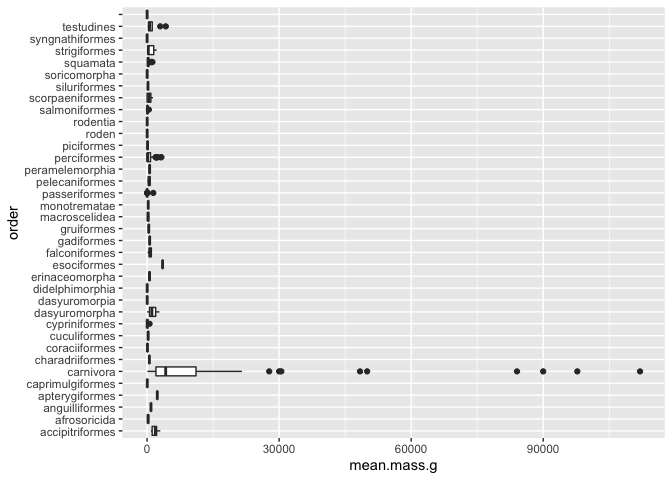 testudines
syngnathiformes
strigiformes
squamata
soricomorpha
siluriformes
scorpaeniformes
salmoniformes
rodentia
roden
piciformes
perciformes
peramelemorphia
pelecaniformes
passeriformes
monotrematae
macroscelidea
gruiformes
gadiformes
falconiformes
esociformes
erinaceomorpha
didelphimorphia
dasyuromorpia
dasyuromorpha
cypriniformes
cuculiformes
coraciiformes
charadriiformes
carnivora
caprimulgiformes
apterygiformes
anguilliformes
afrosoricida
accipitriformes
order
0 30000 60000 90000
mean.mass.g